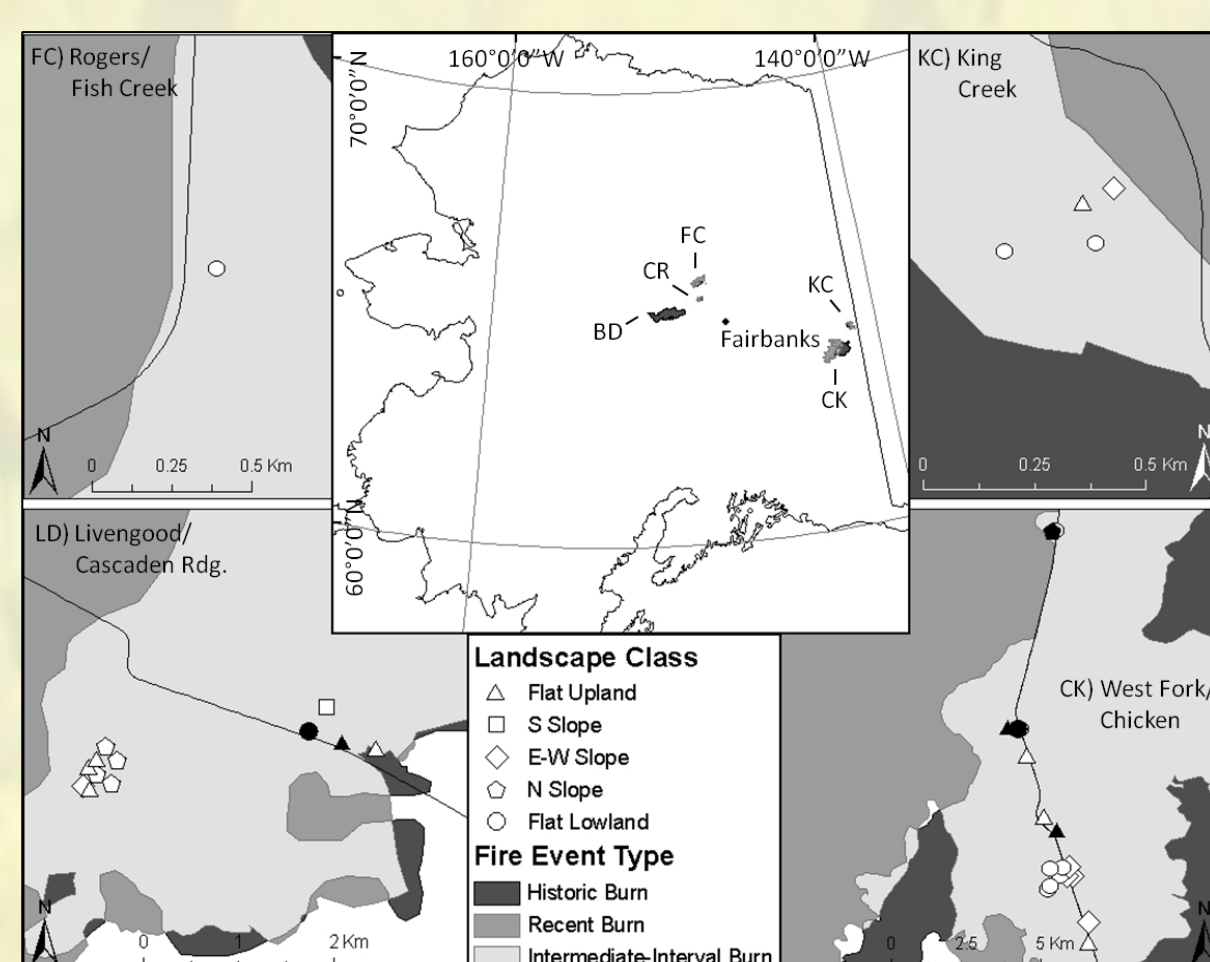 FC) Rogers/
Fish Creek
N
0 0.25 0.5 Km
160°0'0"W 140°0'0"W
70°0'0"N
FC
CR
KC
BD
Fairbanks
CK
60°0'0"N
KC) King
Creek
N
0 0.25 0.5 Km
LD) Livengood/
Cascaden Rdg.
N
0 1 2 Km
Landscape Class
Flat Upland
S Slope
E-W Slope
N Slope
Flat Lowland
Fire Event Type
Historic Burn
Recent Burn
Intermediate-Interval Burn
CK) West Fork/
Chicken
N
0 2.5 5 Km